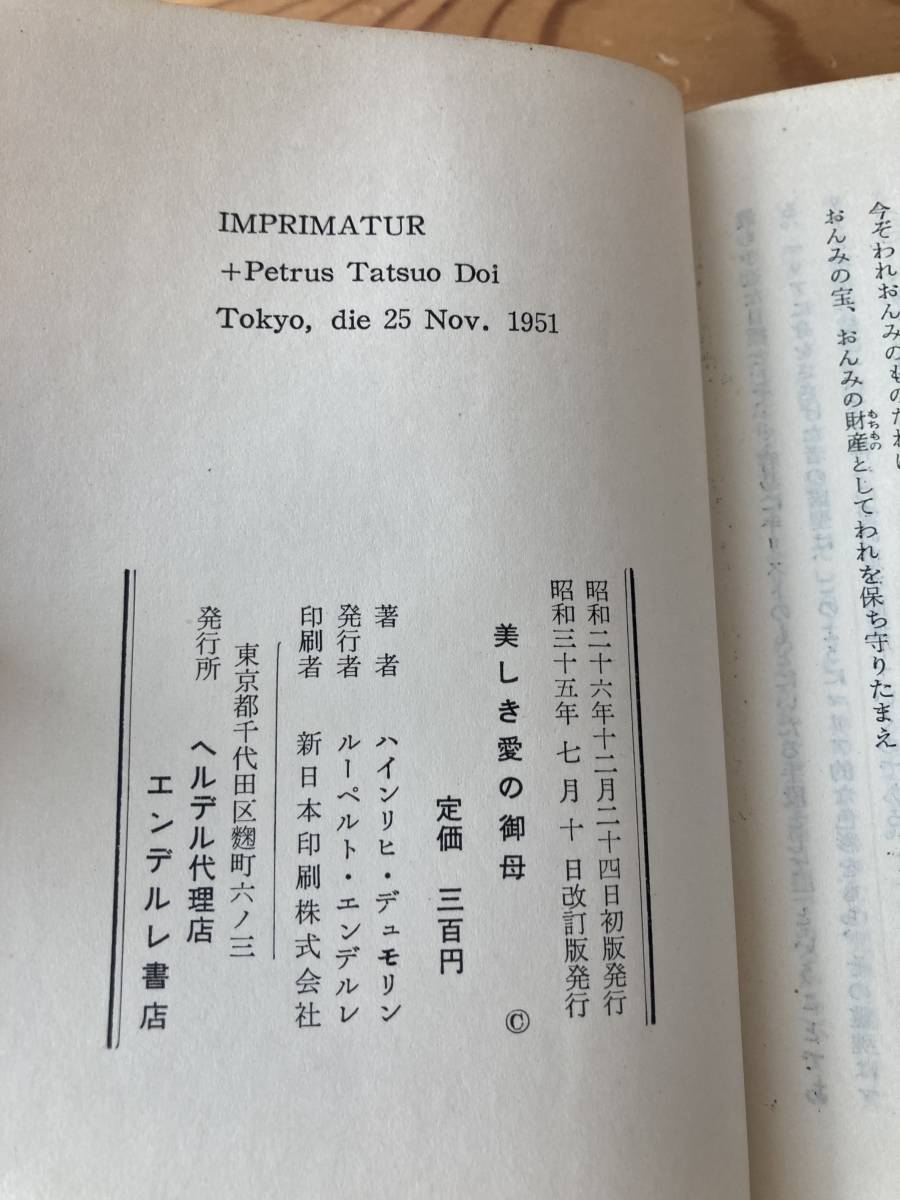 IMPRIMATUR
+Petrus Tatsuo Doi
Tokyo, die 25 Nov. 1951
昭和二十六年十二月二十四日初版発行
昭和三十五年 七月 十 日改訂版発行
美しき愛の御母 ©
定価 三百円
著者 ハインリヒ・デュモリン
発行者 ルーペルト・エンデルレ
印刷者 新日本印刷株式会社
東京都千代田区麴町六ノ三
発行所 ヘルデル代理店
エンデルレ書店
今ぞわれおんみのものなれば
おんみの宝、おんみの財産としてわれを保ち守りたまえ
もちもの